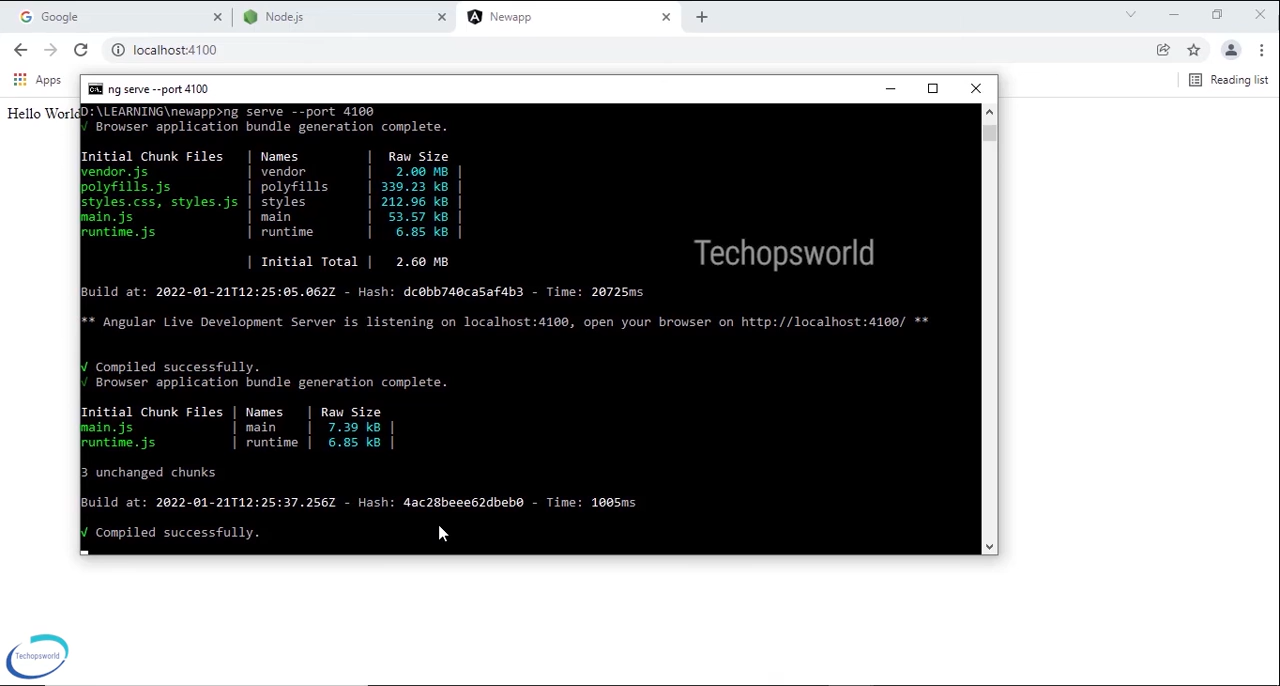 Google
Node.js
Newapp
localhost:4100
Apps
Reading list
ng serve --port 4100
Hello World
D:\LEARNING\newapp>ng serve --port 4100
√ Browser application bundle generation complete.
Initial Chunk Files | Names | Raw Size
vendor.js | vendor | 2.00 MB |
polyfills.js | polyfills | 339.23 kB |
styles.css, styles.js | styles | 212.96 kB |
main.js | main | 53.57 kB |
runtime.js | runtime | 6.85 kB |
| Initial Total | 2.60 MB
Techopsworld
Build at: 2022-01-21T12:25:05.062Z - Hash: dc0bb740ca5af4b3 - Time: 20725ms
** Angular Live Development Server is listening on localhost:4100, open your browser on http://localhost:4100/ **
√ Compiled successfully.
√ Browser application bundle generation complete.
Initial Chunk Files | Names | Raw Size
main.js | main | 7.39 kB |
runtime.js | runtime | 6.85 kB |
3 unchanged chunks
Build at: 2022-01-21T12:25:37.256Z - Hash: 4ac28beee62dbeb0 - Time: 1005ms
√ Compiled successfully.
Techopsworld